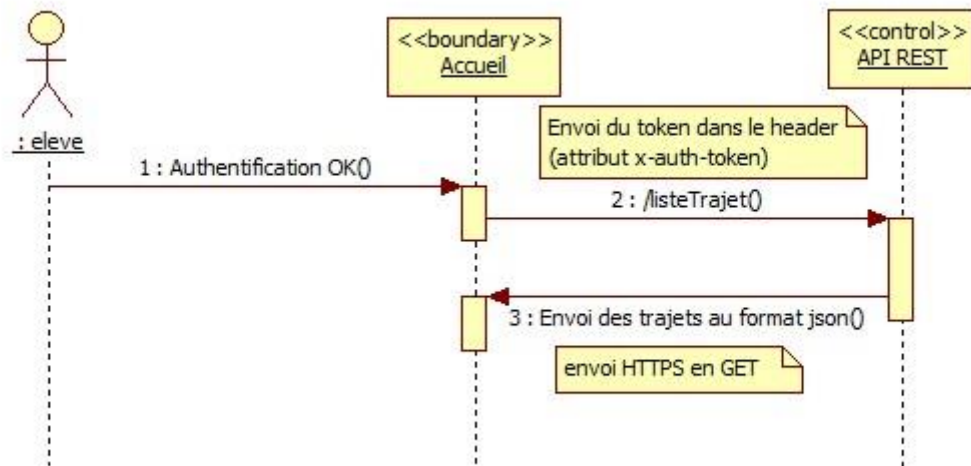 <<boundary>>
Accueil
<<control>>
API REST
: eleve
Envoi du token dans le header
(attribut x-auth-token)
1 : Authentification OK()
2 : /listeTrajet()
3 : Envoi des trajets au format json()
envoi HTTPS en GET